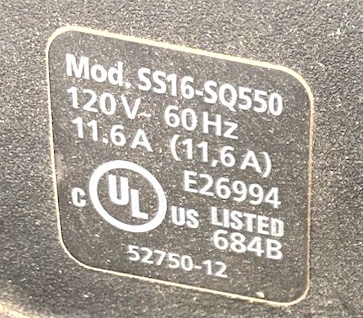 Mod. SS16-SQ550
120 V~ 60 Hz
11.6 A (11,6 A)
E26994
C UL US LISTED
684B
52750-12